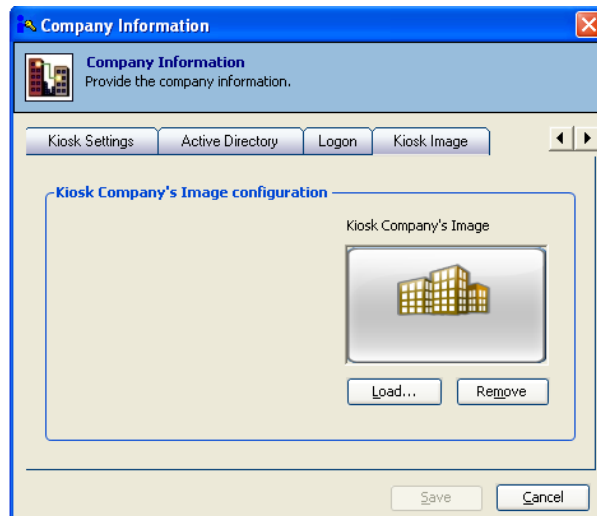 Company Information
Company Information
Provide the company information.
Kiosk Settings
Active Directory
Logon
Kiosk Image
Kiosk Company's Image configuration
Kiosk Company's Image
Load...
Remove
Save
Cancel